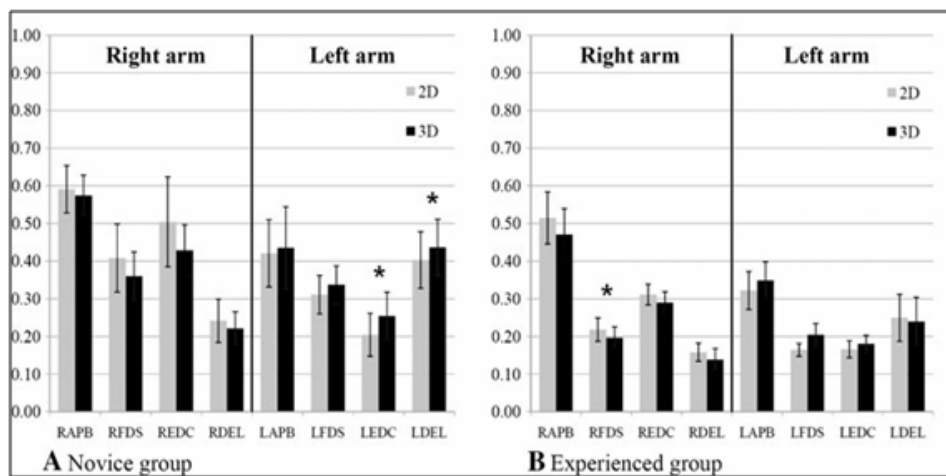 1.00
0.90
0.80
0.70
0.60
0.50
0.40
0.30
0.20
0.10
0.00
Right arm
Left arm
2D
3D
*
*
RAPB RFDS REDC RDEL LAPB LFDS LEDC LDEL
A Novice group
1.00
0.90
0.80
0.70
0.60
0.50
0.40
0.30
0.20
0.10
0.00
Right arm
Left arm
2D
3D
*
RAPB RFDS REDC RDEL LAPB LFDS LEDC LDEL
B Experienced group